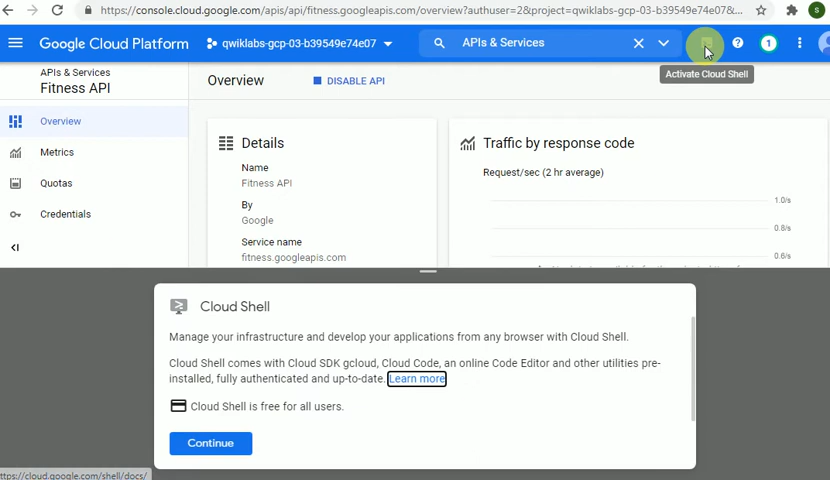 https://console.cloud.google.com/apis/api/fitness.googleapis.com/overview?authuser=2&project=qwiklabs-gcp-03-b39549e74e07&...
S
Google Cloud Platform
qwiklabs-gcp-03-b39549e74e07
APIs & Services
1
Activate Cloud Shell
APIs & Services
Fitness API
Overview
DISABLE API
Overview
Metrics
Quotas
Credentials
Details
Name
Fitness API
By
Google
Service name
fitness.googleapis.com
Traffic by response code
Request/sec (2 hr average)
1.0/s
0.8/s
0.6/s
Cloud Shell
Manage your infrastructure and develop your applications from any browser with Cloud Shell.
Cloud Shell comes with Cloud SDK gcloud, Cloud Code, an online Code Editor and other utilities pre-
installed, fully authenticated and up-to-date. Learn more
Cloud Shell is free for all users.
Continue
ttps://cloud.google.com/shell/docs/